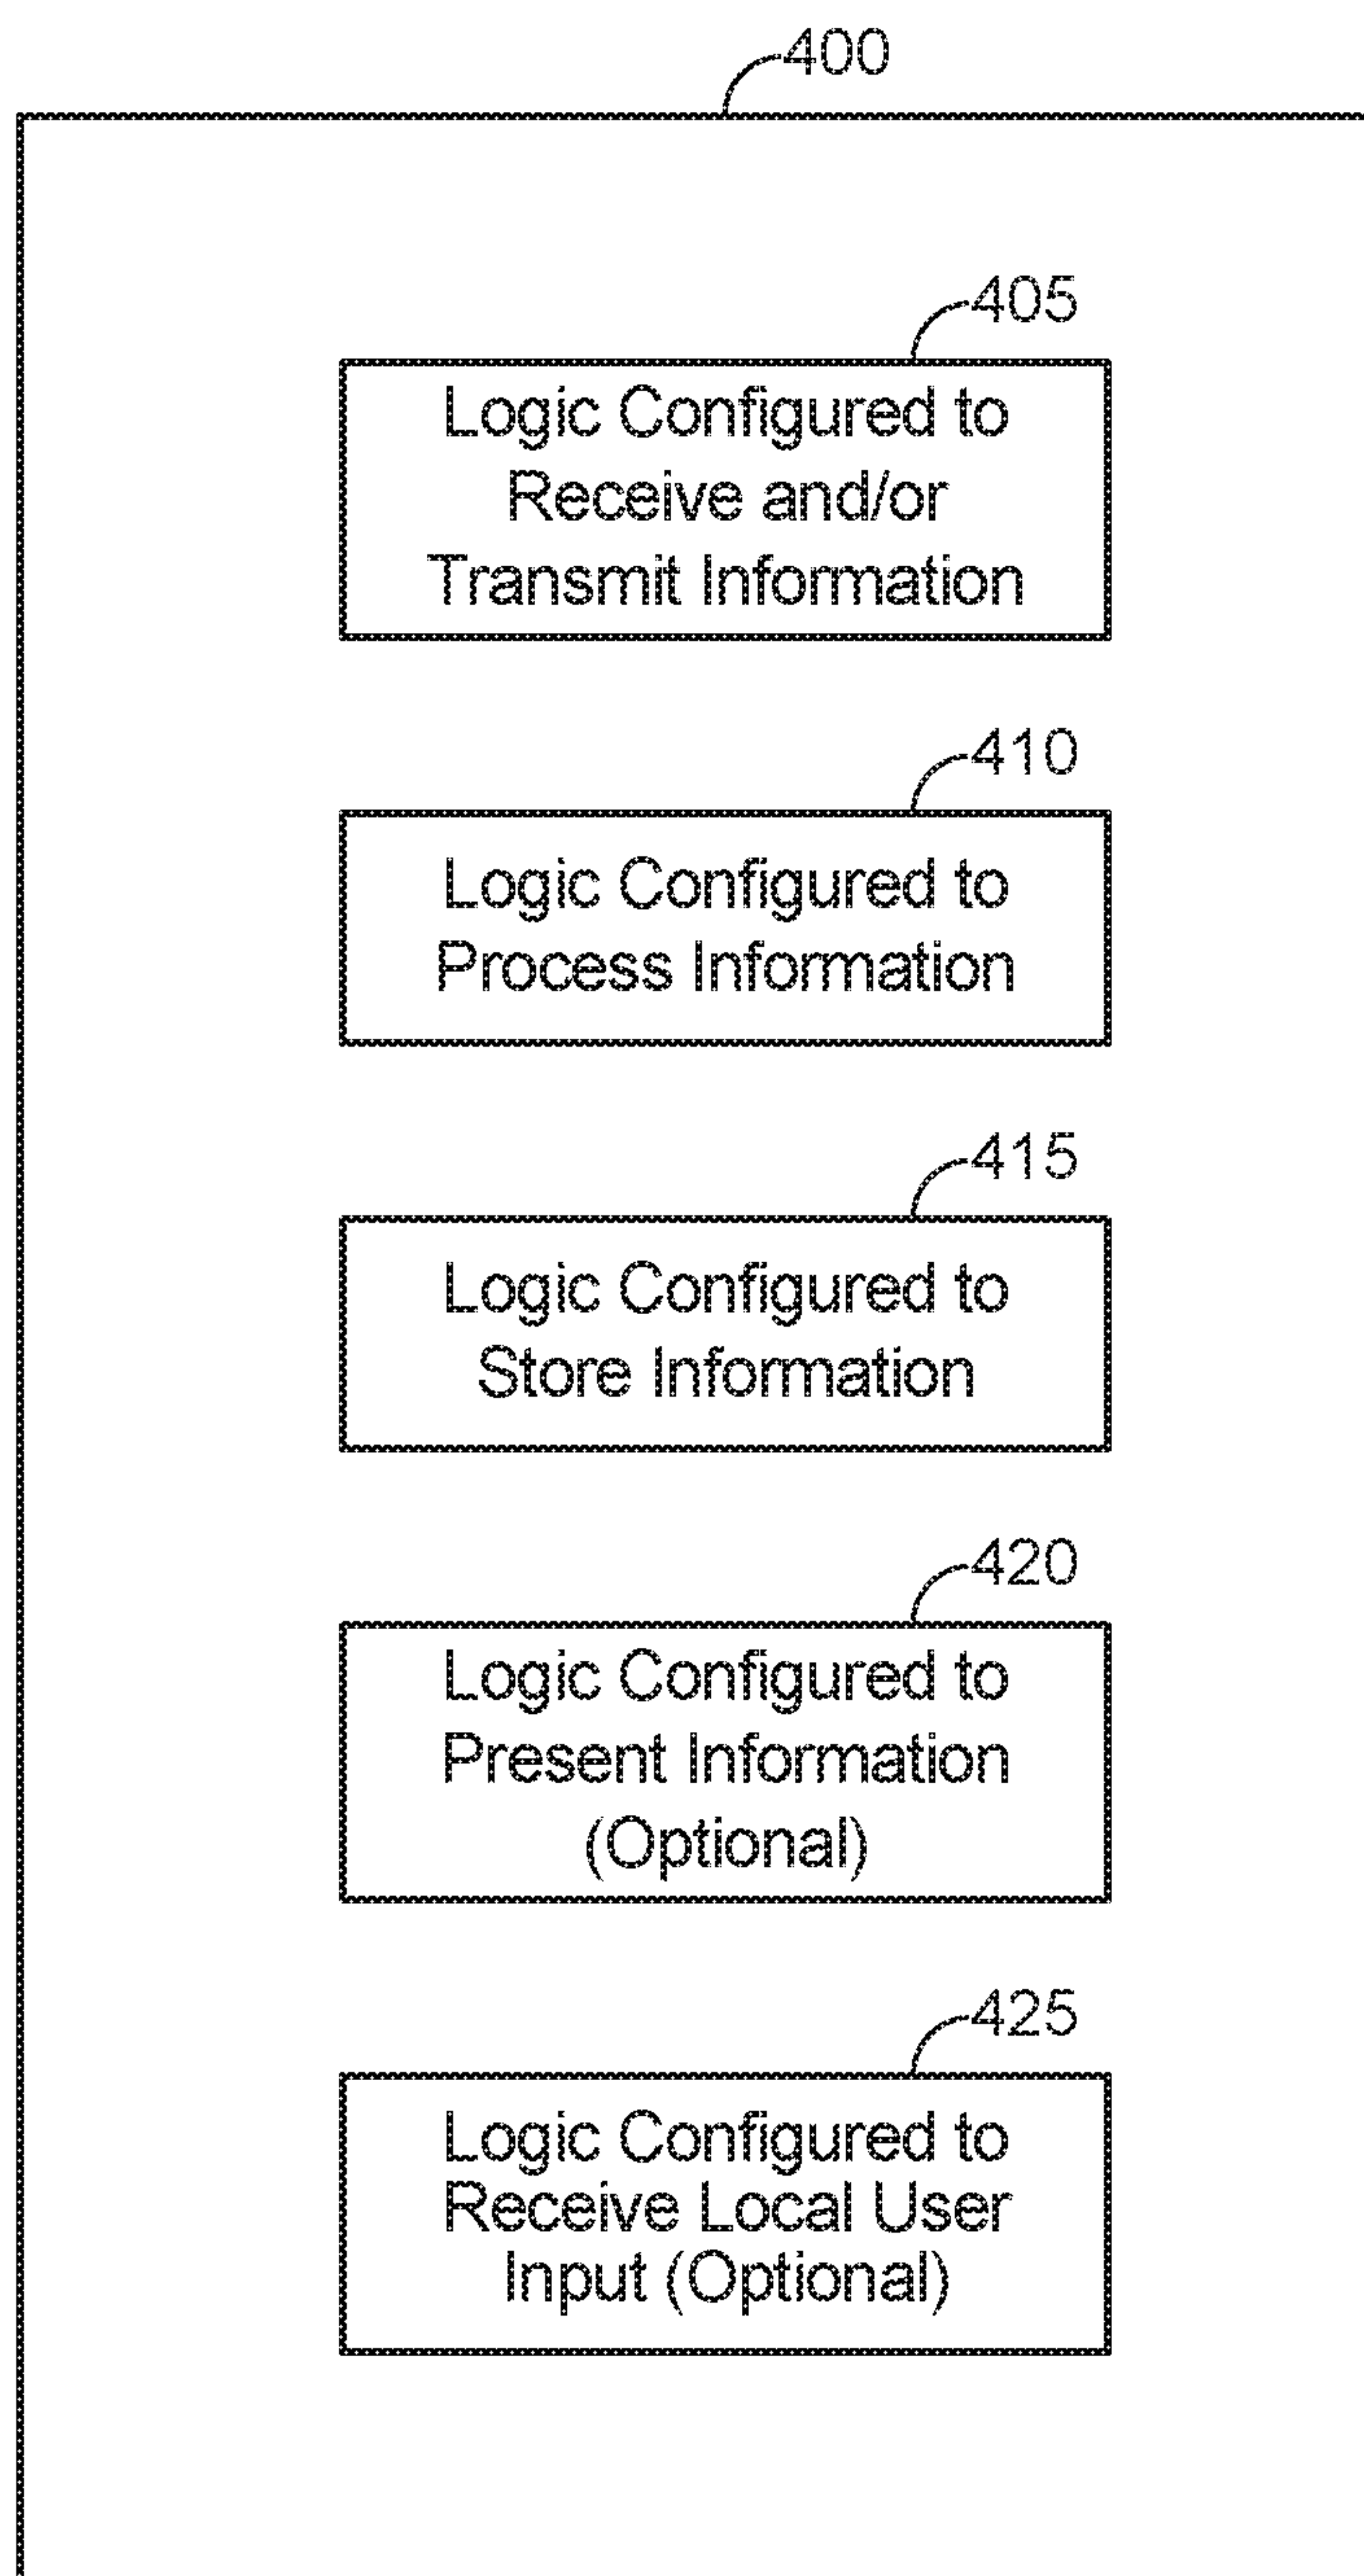 400
405
Logic Configured to
Receive and/or
Transmit Information
410
Logic Configured to
Process Information
415
Logic Configured to
Store Information
420
Logic Configured to
Present Information
(Optional)
425
Logic Configured to
Receive Local User
Input (Optional)